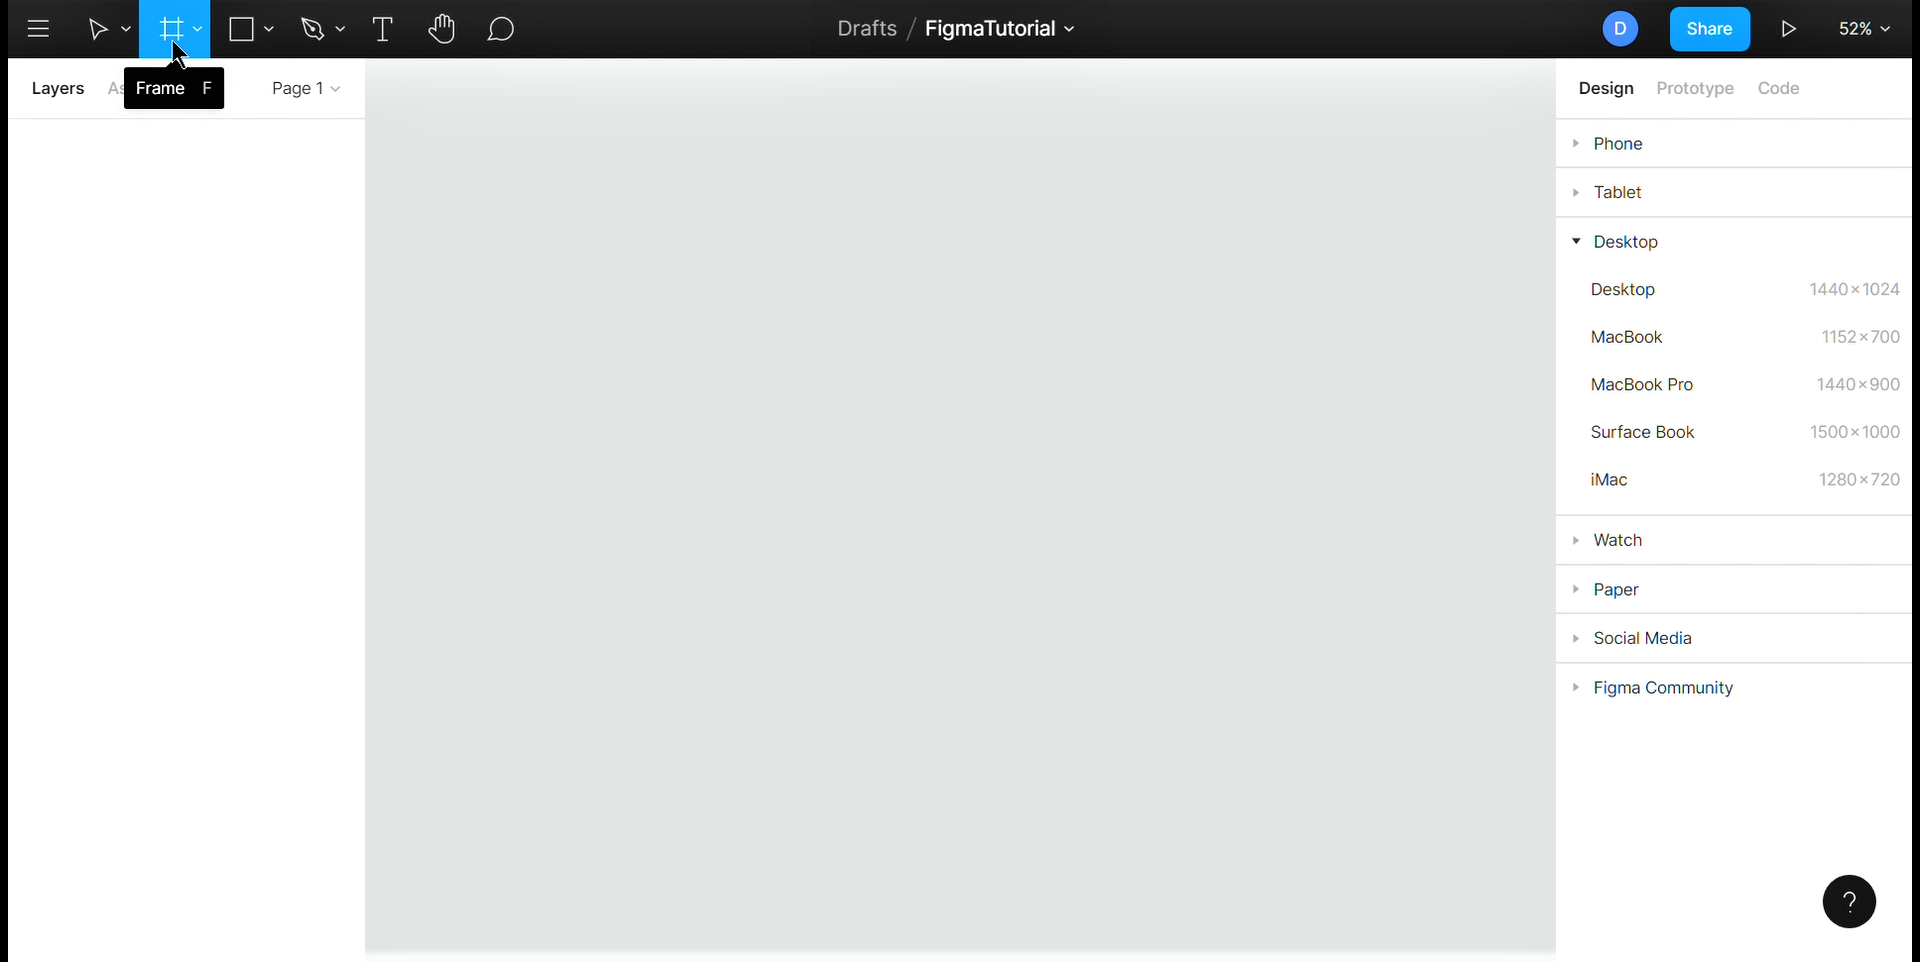 Drafts / FigmaTutorial
D
Share
52%
Layers
As
Frame F
Page 1
Design Prototype Code
Phone
Tablet
Desktop
Desktop 1440×1024
MacBook 1152×700
MacBook Pro 1440×900
Surface Book 1500×1000
iMac 1280×720
Watch
Paper
Social Media
Figma Community
?